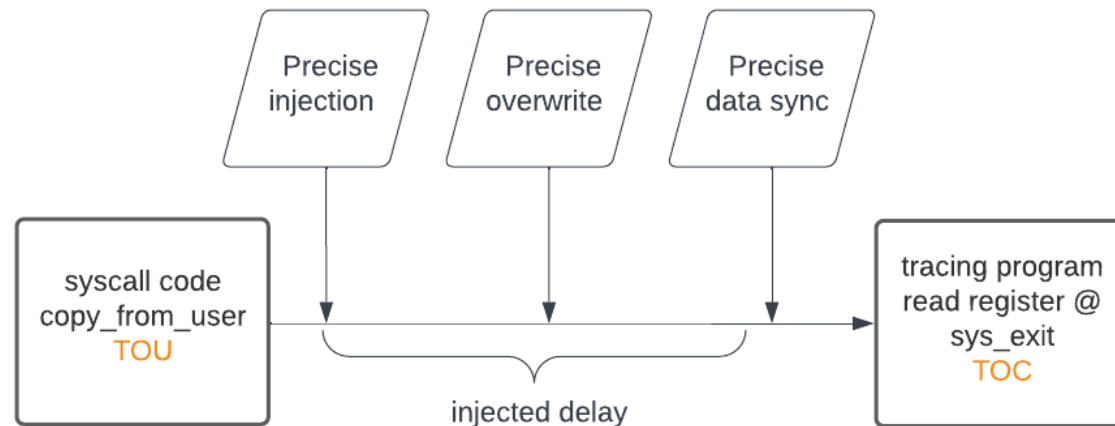 Precise
injection
Precise
overwrite
Precise
data sync
syscall code
copy_from_user
TOU
tracing program
read register @
sys_exit
TOC
injected delay